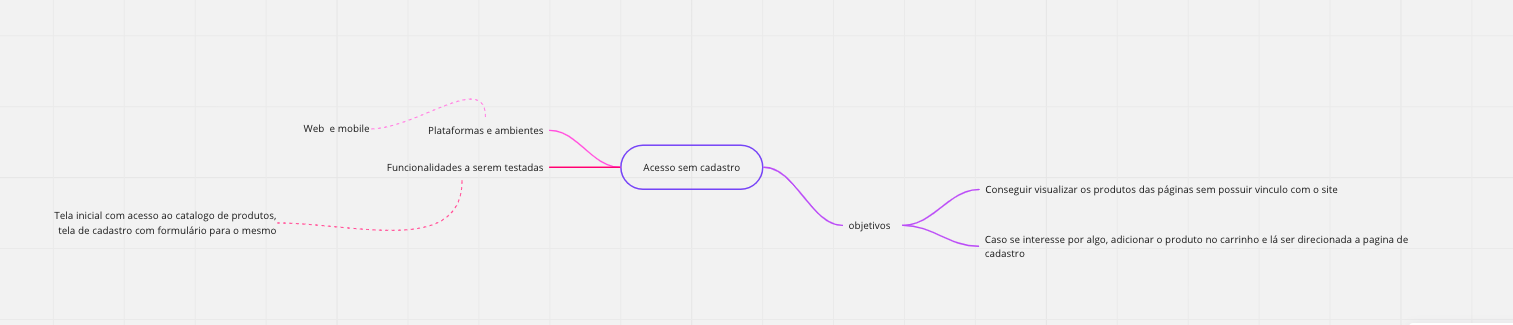 Web e mobile
Plataformas e ambientes
Funcionalidades a serem testadas
Acesso sem cadastro
Tela inicial com acesso ao catalogo de produtos,
tela de cadastro com formulário para o mesmo
objetivos
Conseguir visualizar os produtos das páginas sem possuir vinculo com o site
Caso se interesse por algo, adicionar o produto no carrinho e lá ser direcionada a pagina de
cadastro